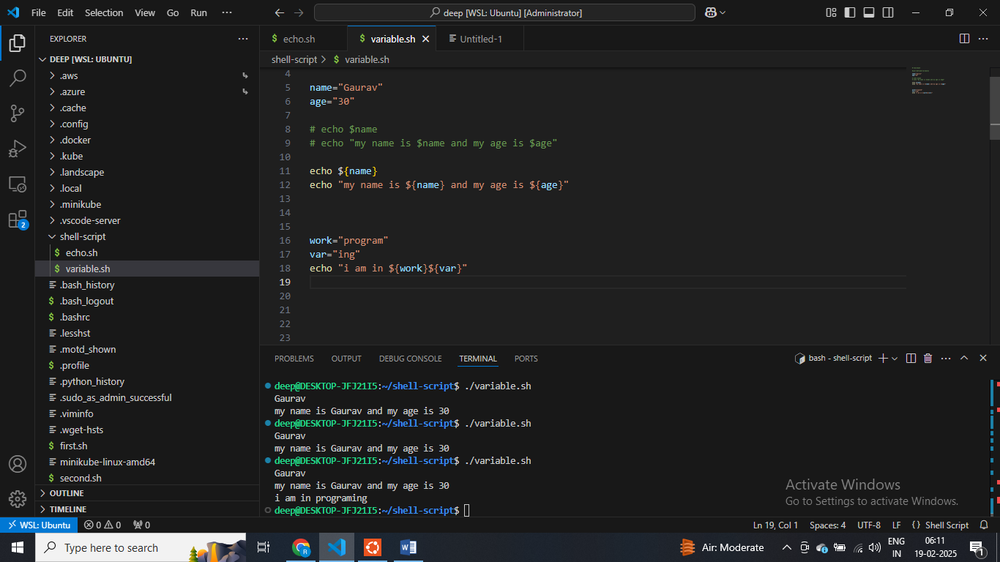 File Edit Selection View Go Run ···
deep [WSL: Ubuntu] [Administrator]
EXPLORER
DEEP [WSL: UBUNTU]
.aws
.azure
.cache
.config
.docker
.kube
.landscape
.local
.minikube
.vscode-server
shell-script
echo.sh
variable.sh
.bash_history
.bash_logout
.bashrc
.lesshst
.motd_shown
.profile
.python_history
.sudo_as_admin_successful
.viminfo
.wget-hsts
first.sh
minikube-linux-amd64
second.sh
OUTLINE
TIMELINE
2
echo.sh
variable.sh
Untitled-1
shell-script > $ variable.sh
4
5 name="Gaurav"
6 age="30"
7
8 # echo $name
9 # echo "my name is $name and my age is $age"
10
11 echo ${name}
12 echo "my name is ${name} and my age is ${age}"
13
14
15
16 work="program"
17 var="ing"
18 echo "i am in ${work}${var}"
19
20
21
22
23
PROBLEMS OUTPUT DEBUG CONSOLE TERMINAL PORTS
bash - shell-script
deep@DESKTOP-JFJ21I5:~/shell-script$ ./variable.sh
Gaurav
my name is Gaurav and my age is 30
deep@DESKTOP-JFJ21I5:~/shell-script$ ./variable.sh
Gaurav
my name is Gaurav and my age is 30
deep@DESKTOP-JFJ21I5:~/shell-script$ ./variable.sh
Gaurav
my name is Gaurav and my age is 30
i am in programing
deep@DESKTOP-JFJ21I5:~/shell-script$
Activate Windows
Go to Settings to activate Windows.
WSL: Ubuntu 0 0 0
Ln 19, Col 1 Spaces: 4 UTF-8 LF {} Shell Script
Type here to search
Air: Moderate
ENG
IN
06:11
19-02-2025
1